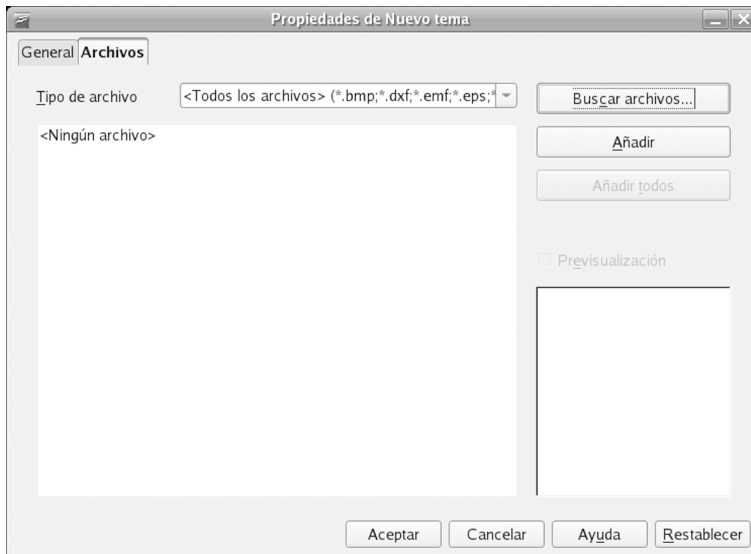 Propiedades de Nuevo tema
General Archivos
Tipo de archivo
<Todos los archivos> (*.bmp;*.dxf;*.emf;*.eps;*
Buscar archivos...
<Ningún archivo>
Añadir
Añadir todos
Previsualización
Aceptar Cancelar Ayuda Restablecer